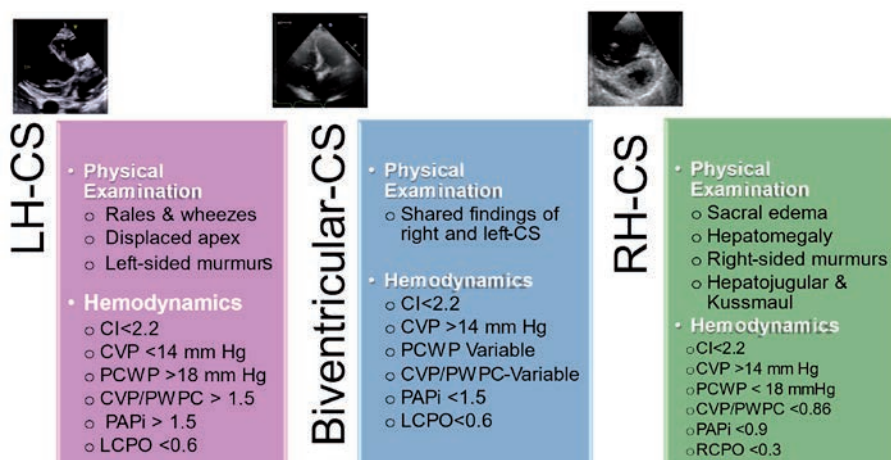 LH-CS
• Physical
Examination
o Rales & wheezes
o Displaced apex
o Left-sided murmurs
• Hemodynamics
o CI<2.2
o CVP <14 mm Hg
o PCWP >18 mm Hg
o CVP/PWPC > 1.5
o PAPi > 1.5
o LCPO <0.6
Biventricular-CS
• Physical
Examination
o Shared findings of
right and left-CS
• Hemodynamics
o CI<2.2
o CVP >14 mm Hg
o PCWP Variable
o CVP/PWPC-Variable
o PAPi <1.5
o LCPO<0.6
RH-CS
• Physical
Examination
o Sacral edema
o Hepatomegaly
o Right-sided murmurs
o Hepatojugular &
Kussmaul
• Hemodynamics
o CI<2.2
o CVP >14 mm Hg
o PCWP < 18 mmHg
o CVP/PWPC <0.86
o PAPi <0.9
o RCPO <0.3